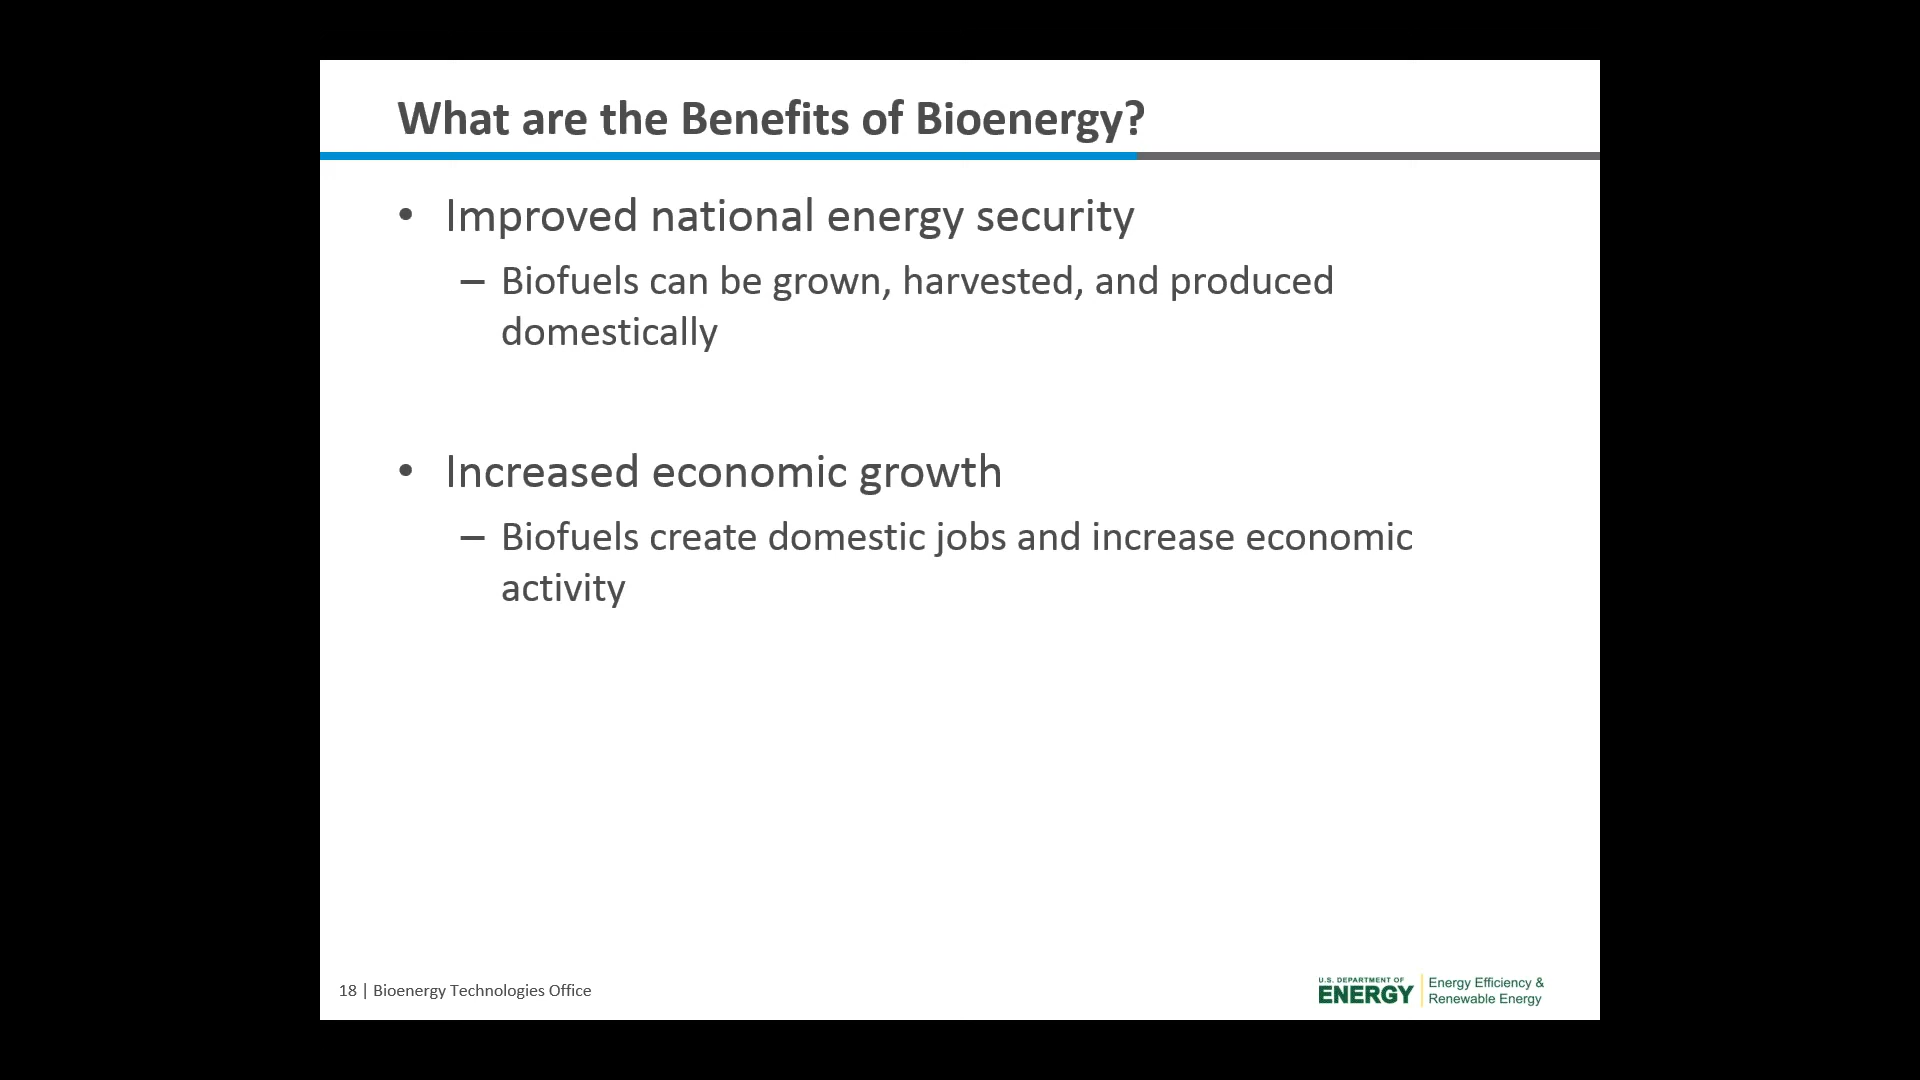 What are the Benefits of Bioenergy?
• Improved national energy security
– Biofuels can be grown, harvested, and produced
domestically
• Increased economic growth
– Biofuels create domestic jobs and increase economic
activity
18 | Bioenergy Technologies Office
U.S. DEPARTMENT OF
ENERGY
Energy Efficiency &
Renewable Energy